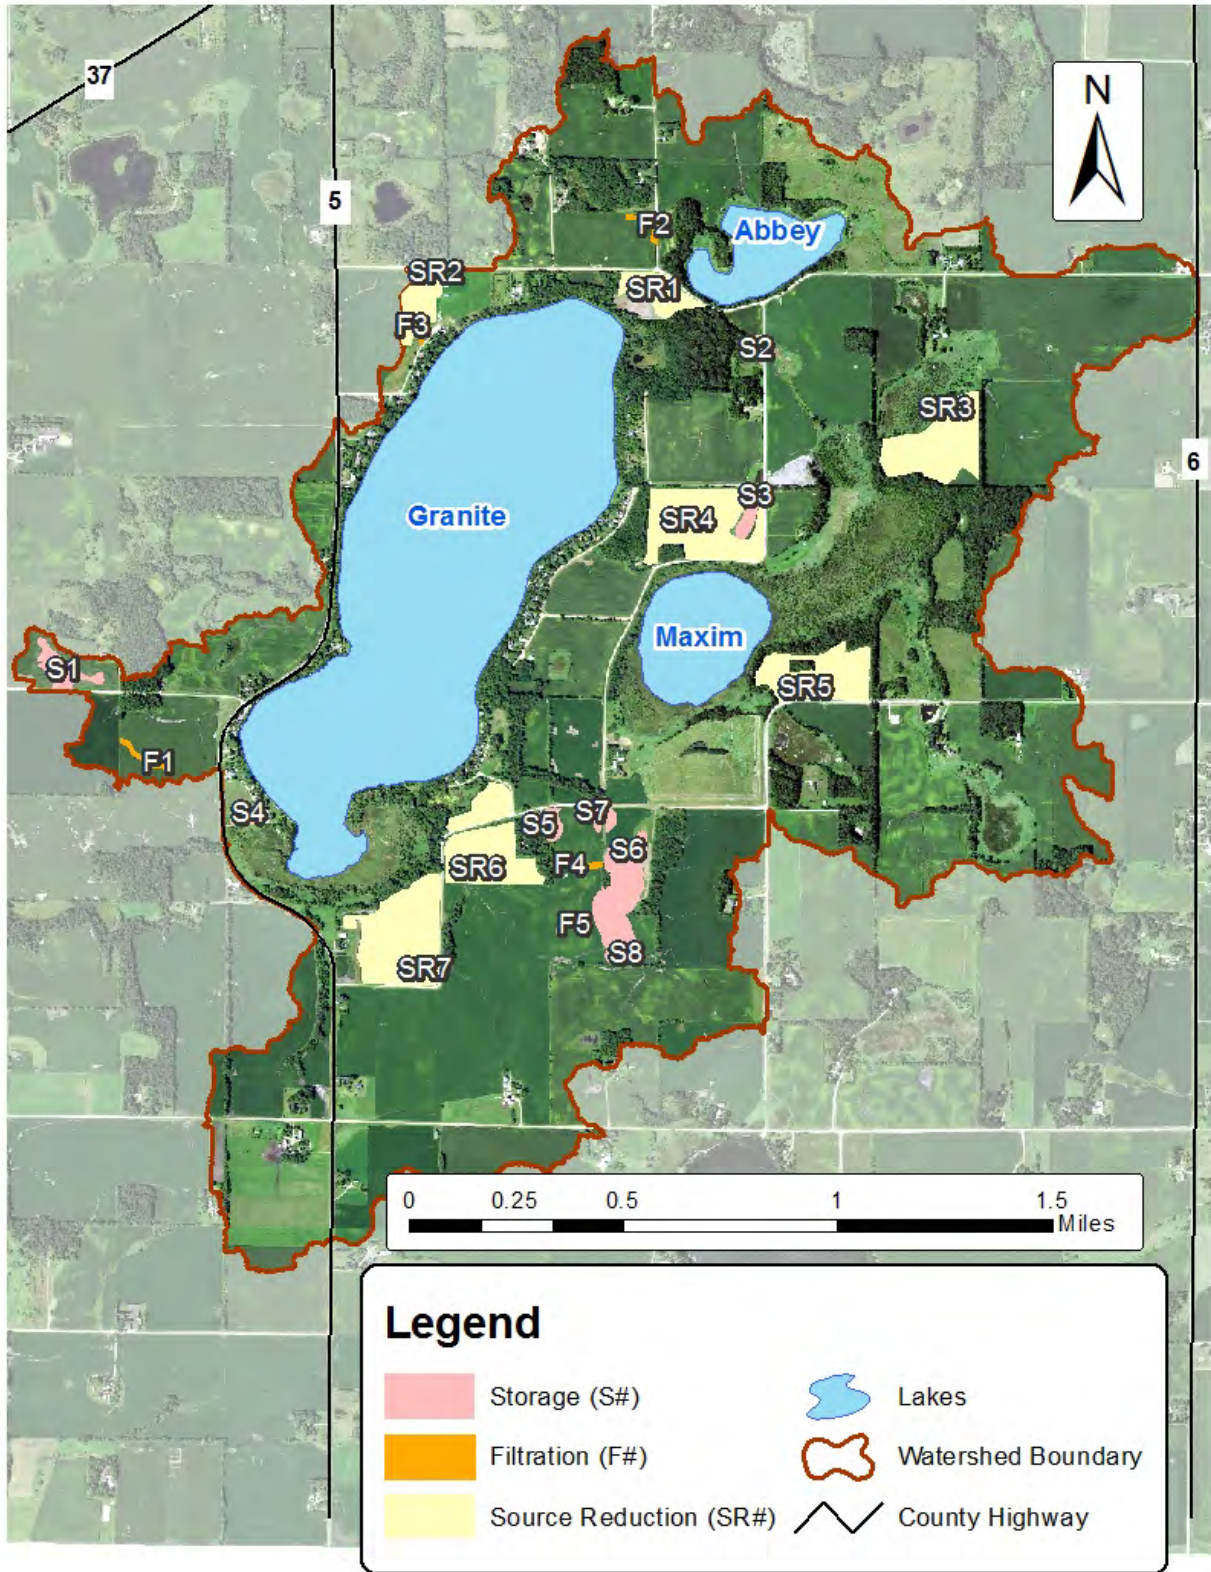 N
37
5
F2
Abbey
SR2
SR1
F3
S2
SR3
6
S3
Granite
SR4
Maxim
S1
SR5
F1
S4
S7
S5
S6
F4
SR6
F5
S8
SR7
0 0.25 0.5 1 1.5
Miles
Legend
Storage (S#)
Lakes
Filtration (F#)
Watershed Boundary
Source Reduction (SR#)
County Highway